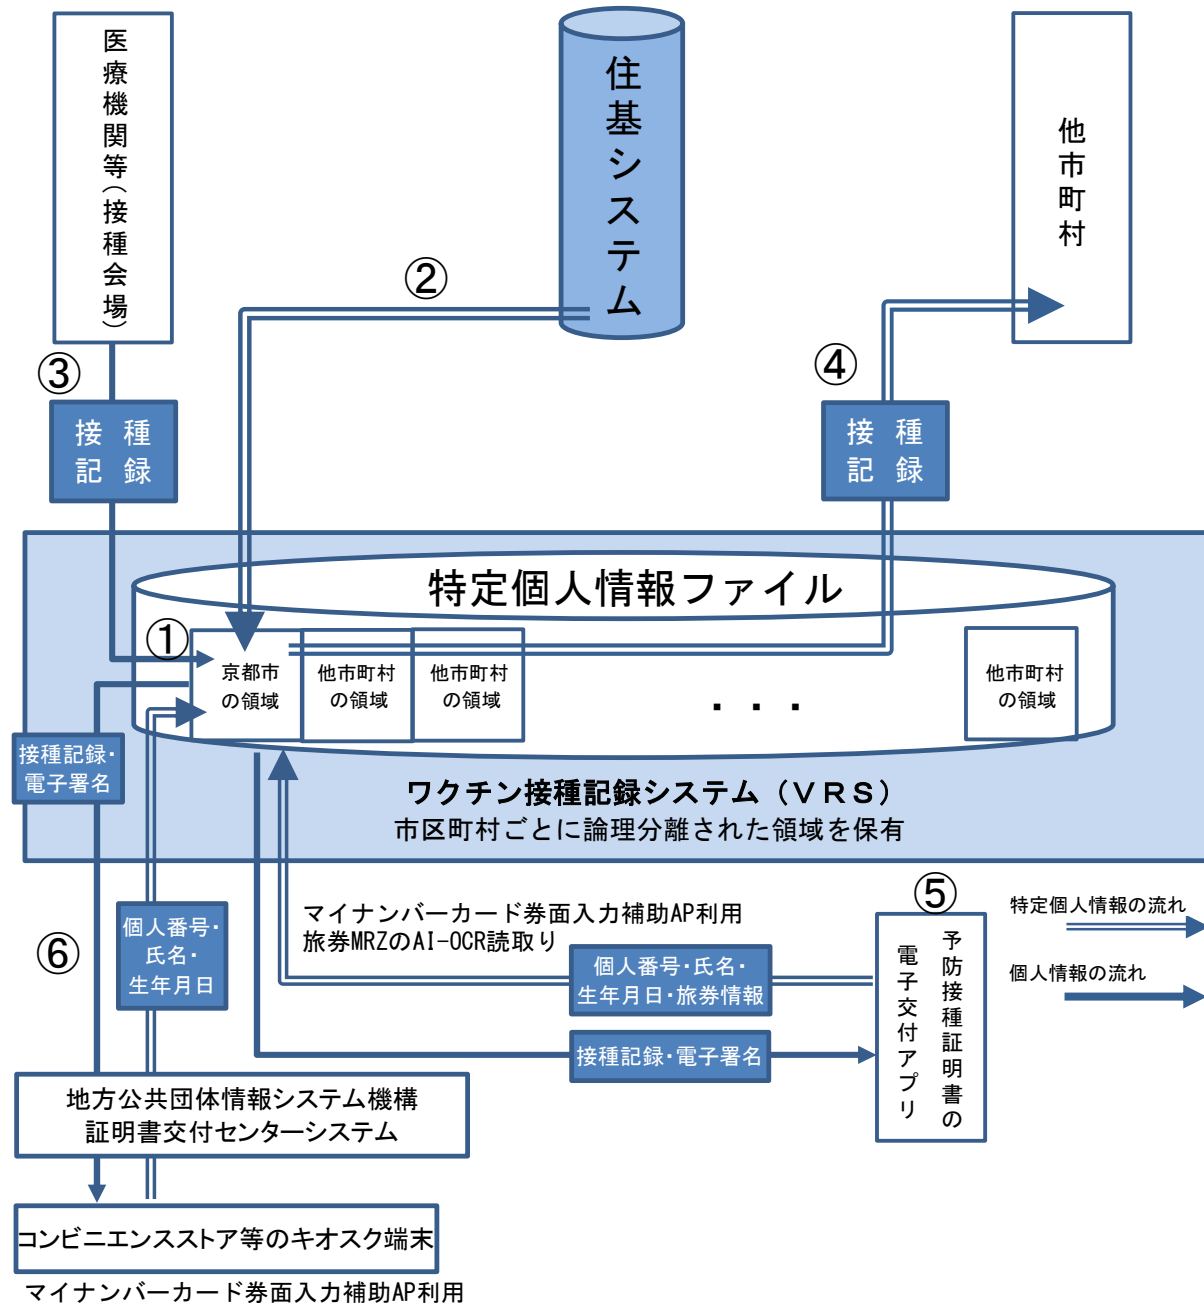 医療機関等（接種会場）
住基システム
他市町村
②
③
④
接種
記録
接種
記録
特定個人情報ファイル
①
京都市
の領域
他市町村
の領域
他市町村
の領域
・・・
他市町村
の領域
接種記録・
電子署名
ワクチン接種記録システム（ＶＲＳ）
市区町村ごとに論理分離された領域を保有
⑤
⑥
個人番号・
氏名・
生年月日
マイナンバーカード券面入力補助AP利用
旅券MRZのAI-OCR読取り
個人番号・氏名・
生年月日・旅券情報
接種記録・電子署名
予防接種証明書の
電子交付アプリ
特定個人情報の流れ
個人情報の流れ
地方公共団体情報システム機構
証明書交付センターシステム
コンビニエンスストア等のキオスク端末
マイナンバーカード券面入力補助AP利用